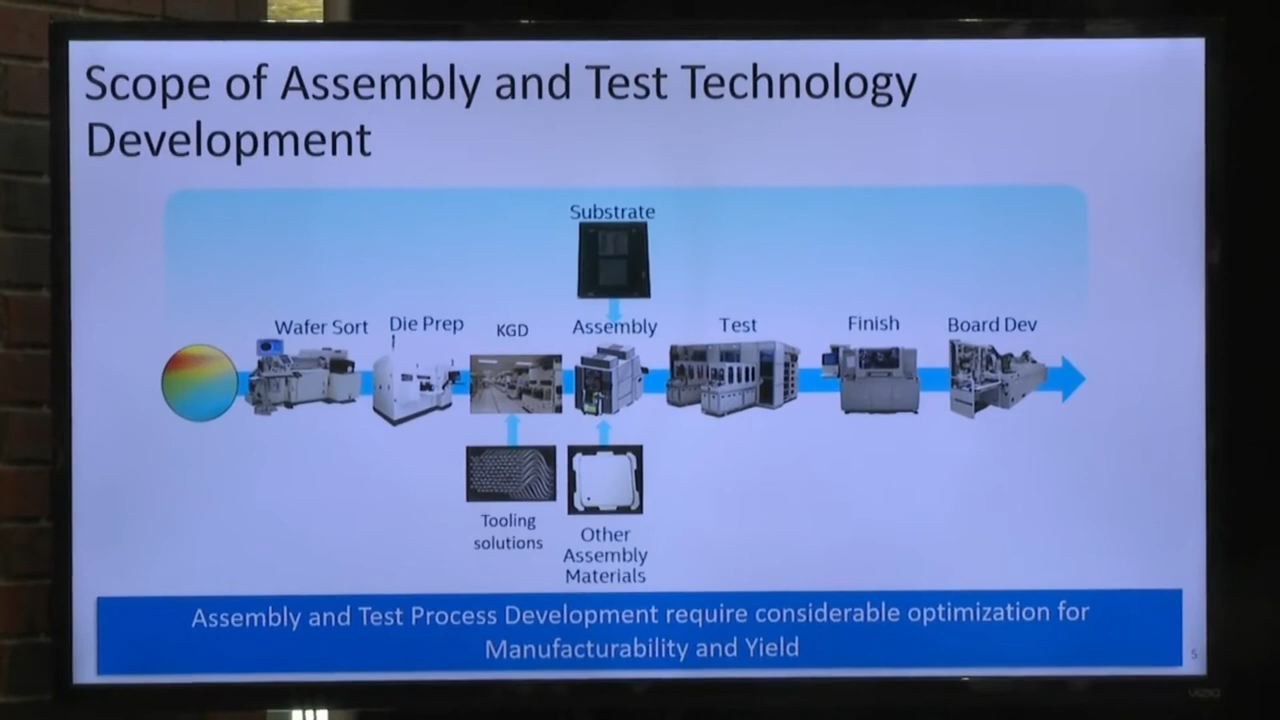 Scope of Assembly and Test Technology
Development
Substrate
Wafer Sort
Die Prep
KGD
Assembly
Test
Finish
Board Dev
Tooling
solutions
Other
Assembly
Materials
Assembly and Test Process Development require considerable optimization for
Manufacturability and Yield
5
VIZIO